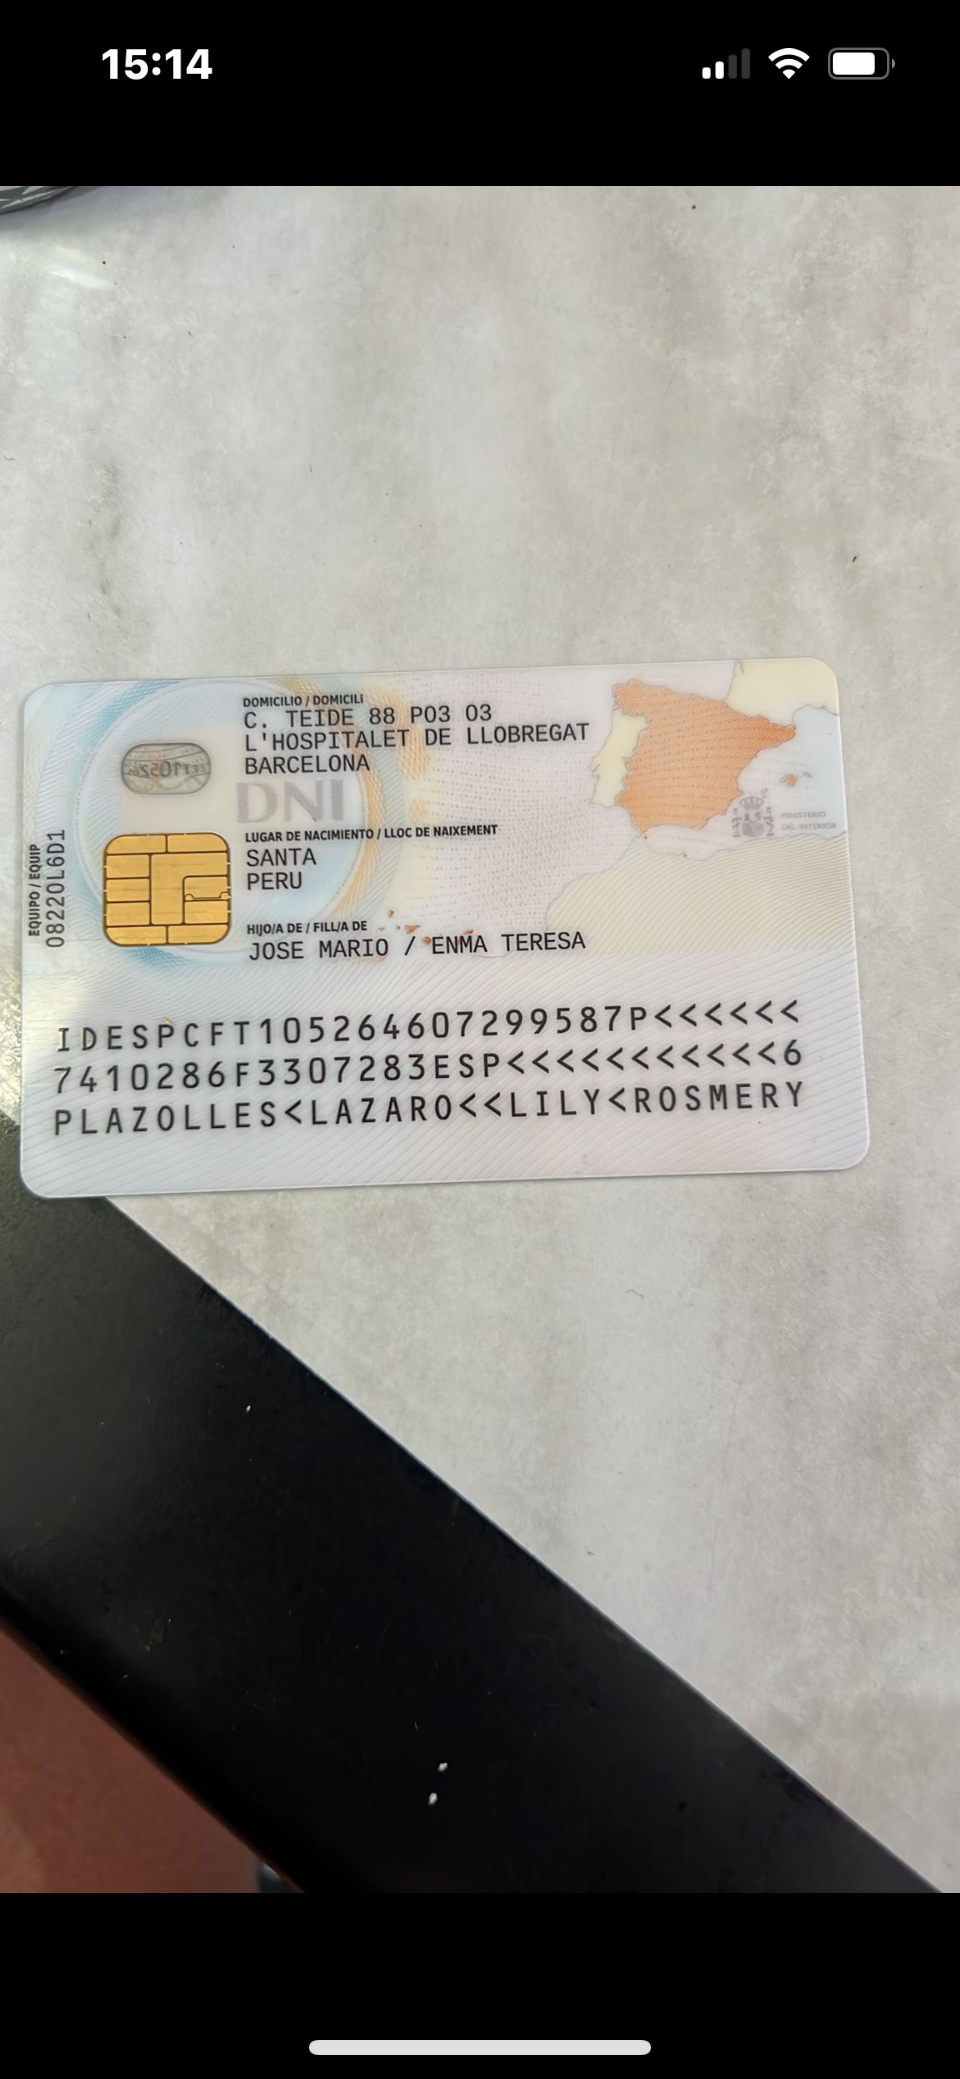 15:14
DOMICILIO / DOMICILI
C. TEIDE 88 P03 03
L'HOSPITALET DE LLOBREGAT
BARCELONA
DNI
MINISTERIO
DEL INTERIOR
LUGAR DE NACIMIENTO / LLOC DE NAIXEMENT
SANTA
PERU
EQUIPO / EQUIP
08220L6D1
HIJO/A DE / FILL/A DE
JOSE MARIO / ENMA TERESA
IDESPCFT105264607299587P<<<<<<
7410286F3307283ESP<<<<<<<<<<<6
PLAZOLLES<LAZARO<<LILY<ROSMERY